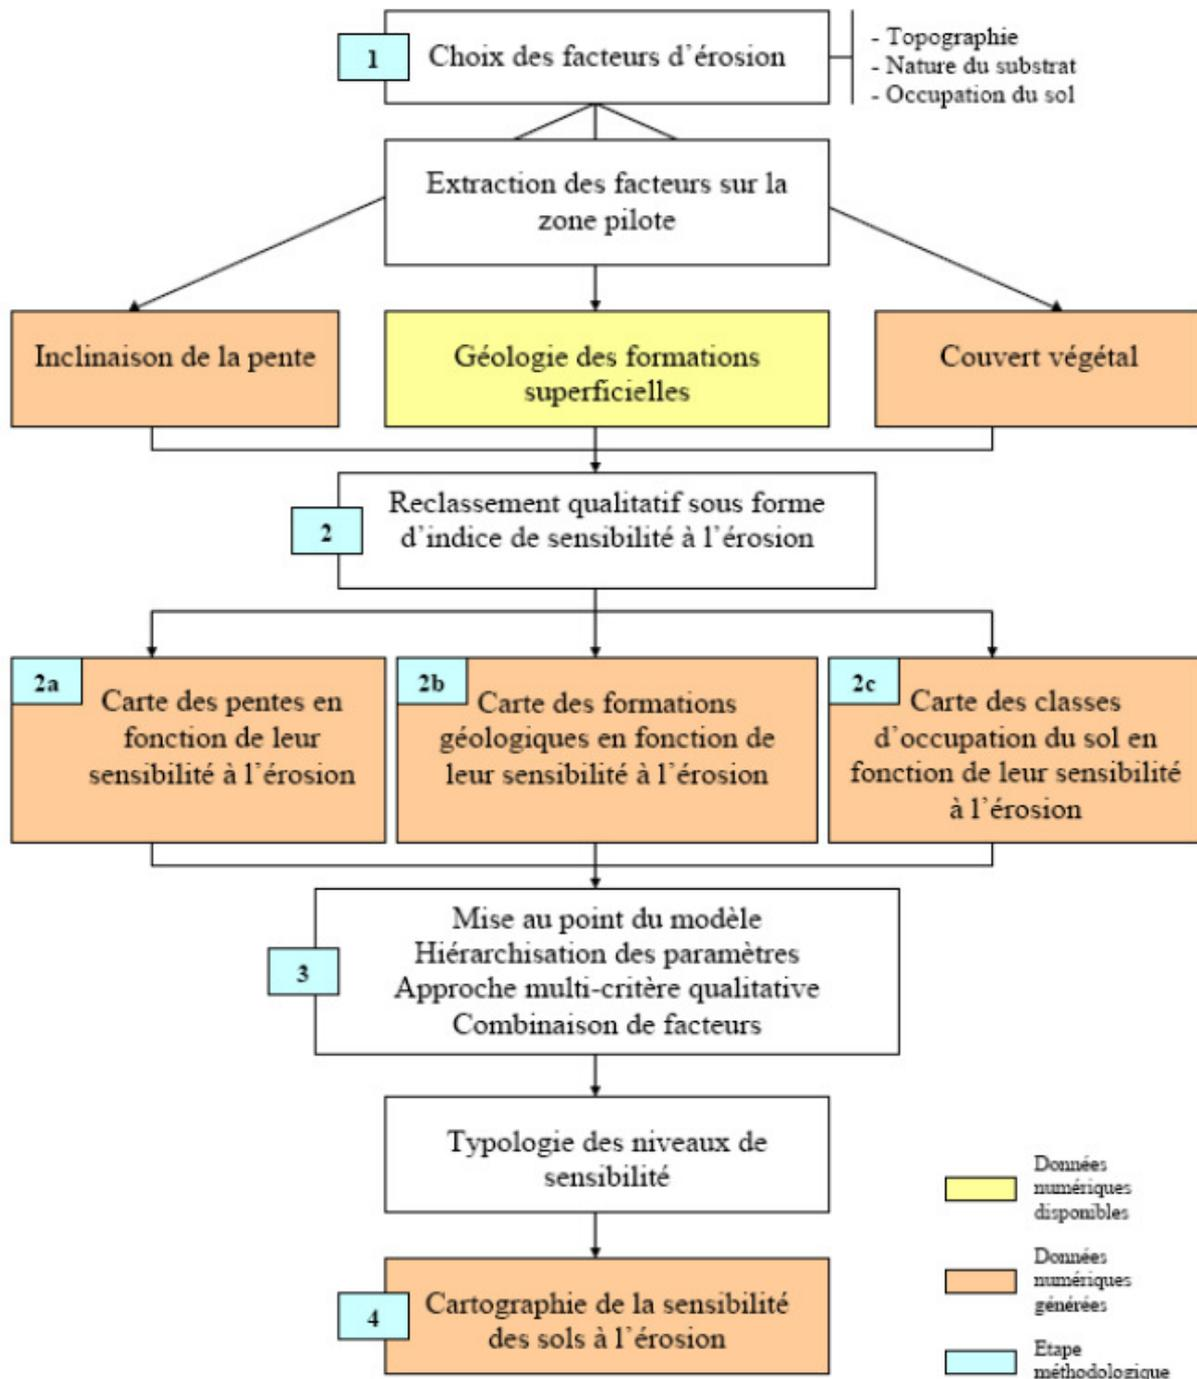 1
Choix des facteurs d’érosion
- Topographie
- Nature du substrat
- Occupation du sol
Extraction des facteurs sur la
zone pilote
Inclinaison de la pente
Géologie des formations
superficielles
Couvert végétal
2
Reclassement qualitatif sous forme
d’indice de sensibilité à l’érosion
2a
Carte des pentes en
fonction de leur
sensibilité à l’érosion
2b
Carte des formations
géologiques en fonction de
leur sensibilité à l’érosion
2c
Carte des classes
d’occupation du sol en
fonction de leur sensibilité
à l’érosion
3
Mise au point du modèle
Hiérarchisation des paramètres
Approche multi-critère qualitative
Combinaison de facteurs
Typologie des niveaux de
sensibilité
4
Cartographie de la sensibilité
des sols à l’érosion
Données
numériques
disponibles
Données
numériques
générées
Etape
méthodologique